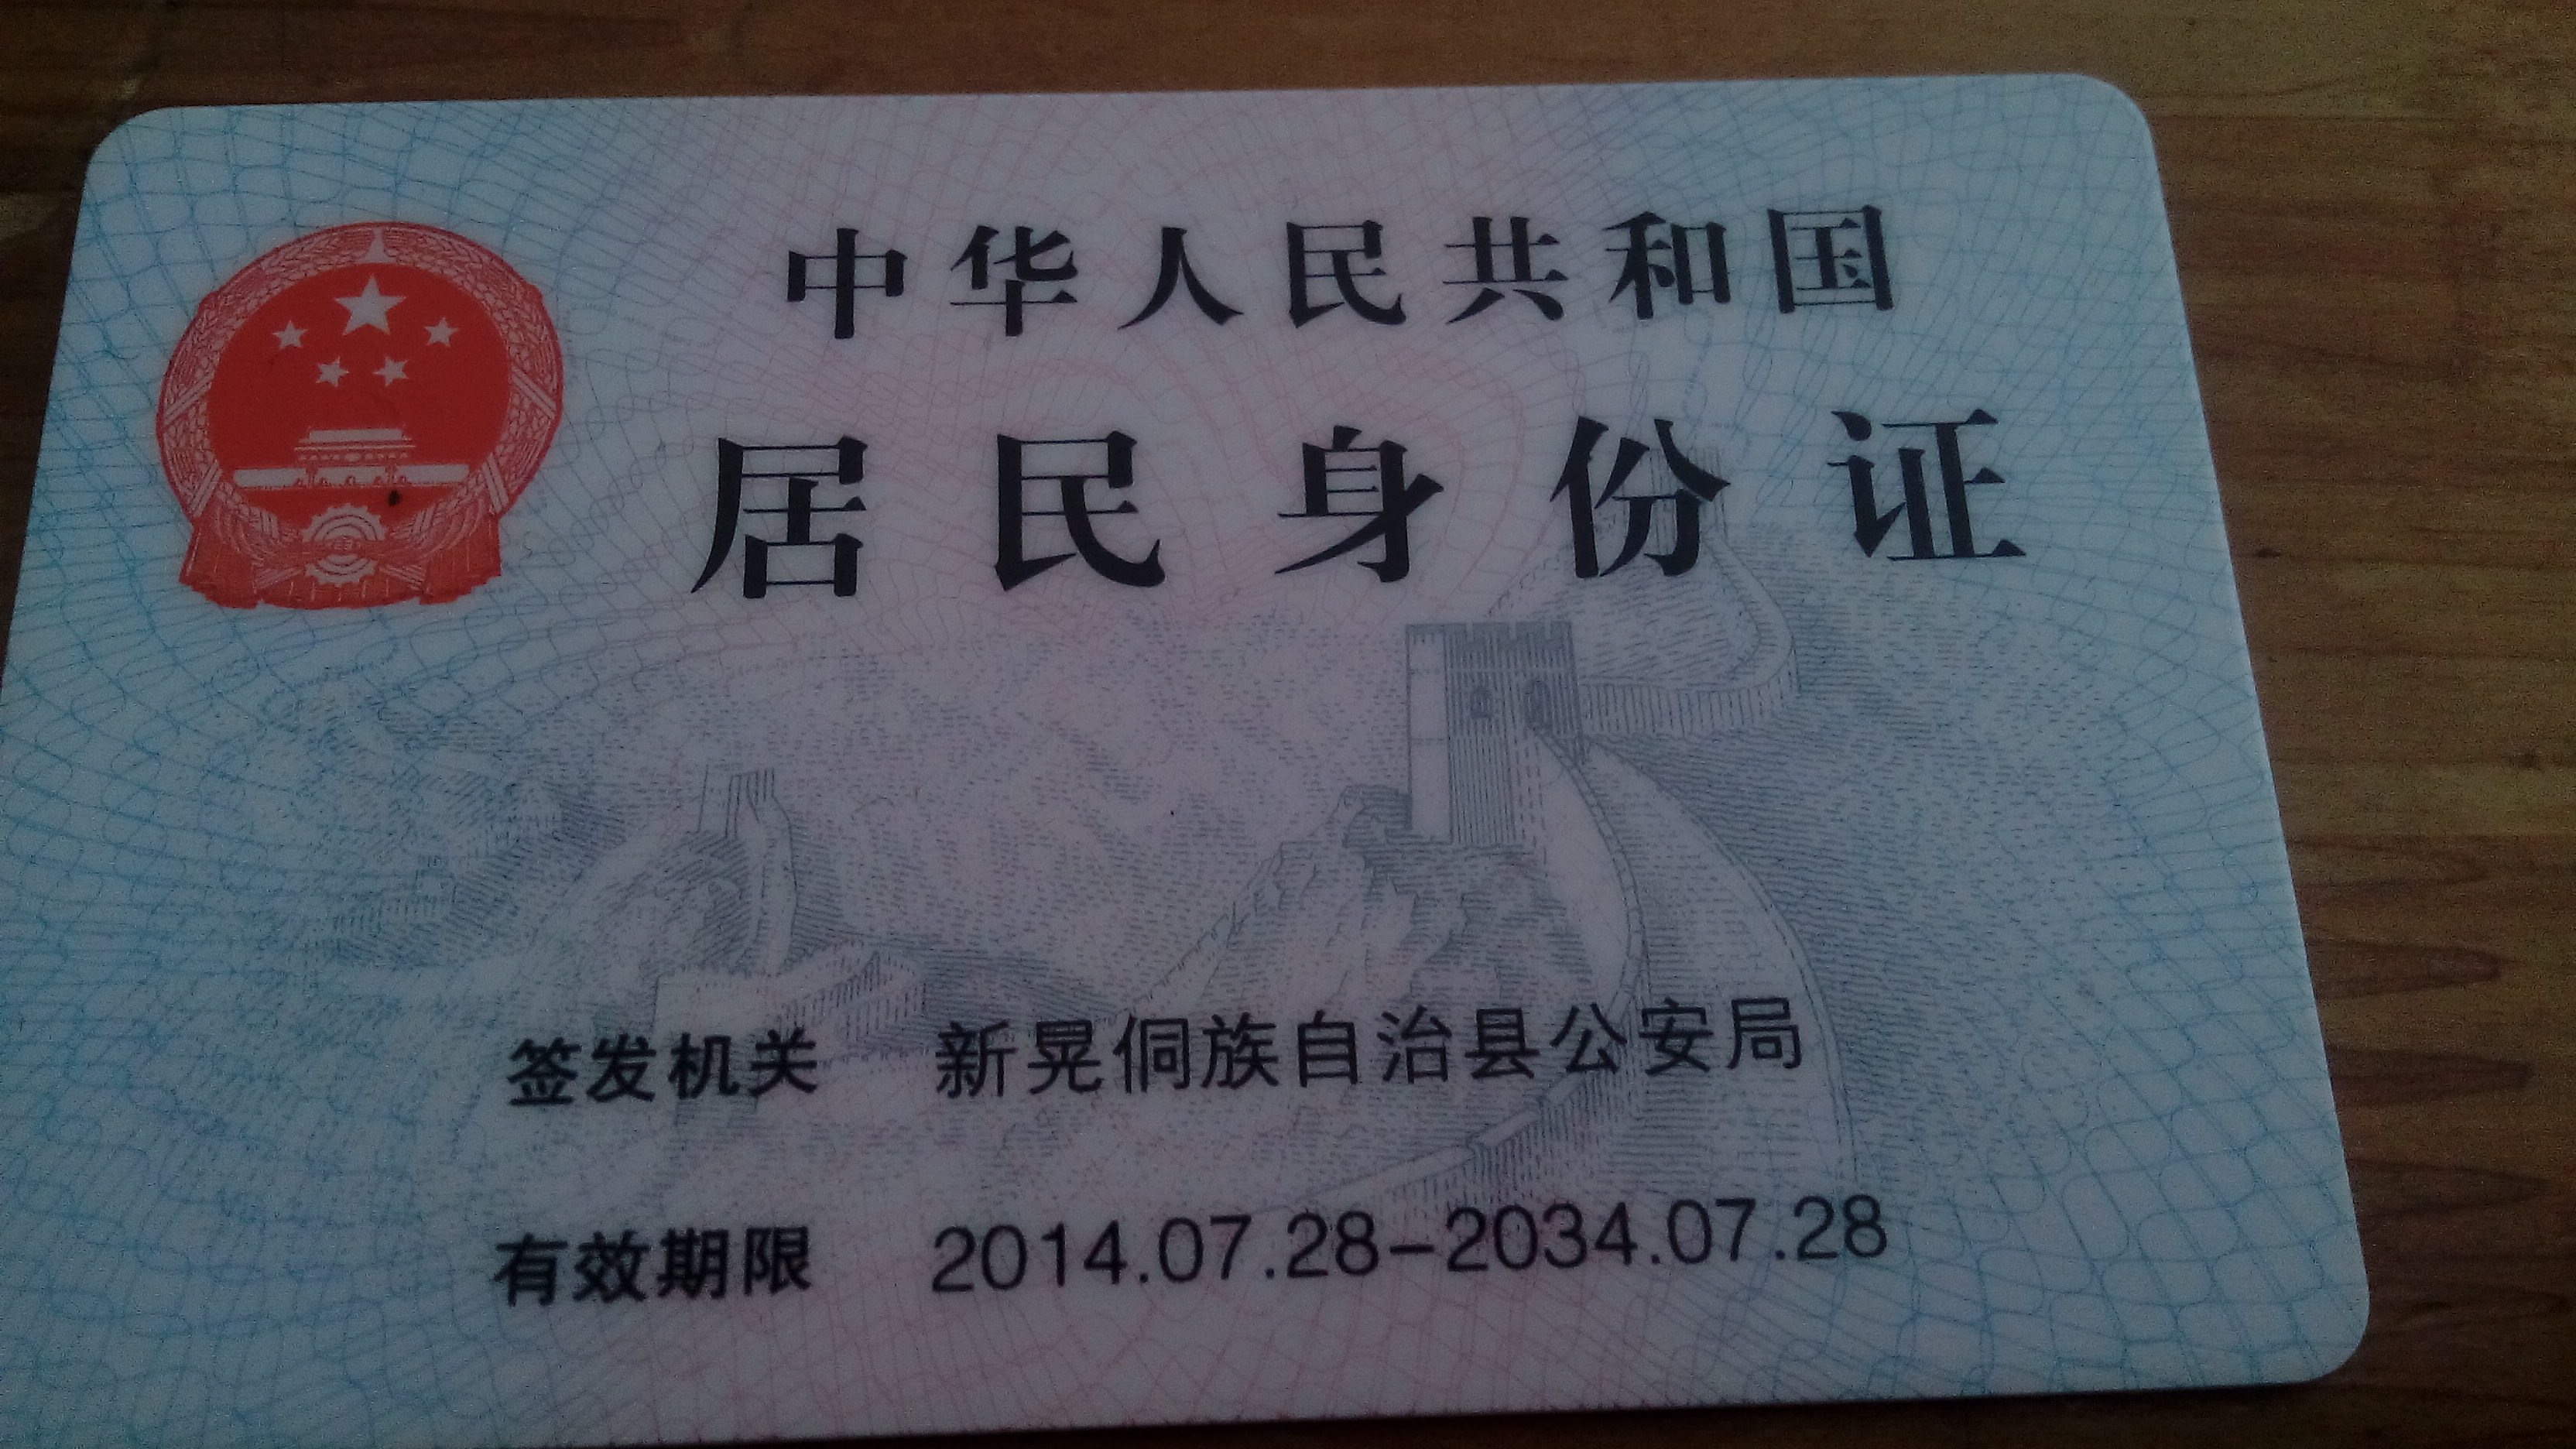 中华人民共和国
居民身份证
签发机关 新晃侗族自治县公安局
有效期限 2014.07.28-2034.07.28